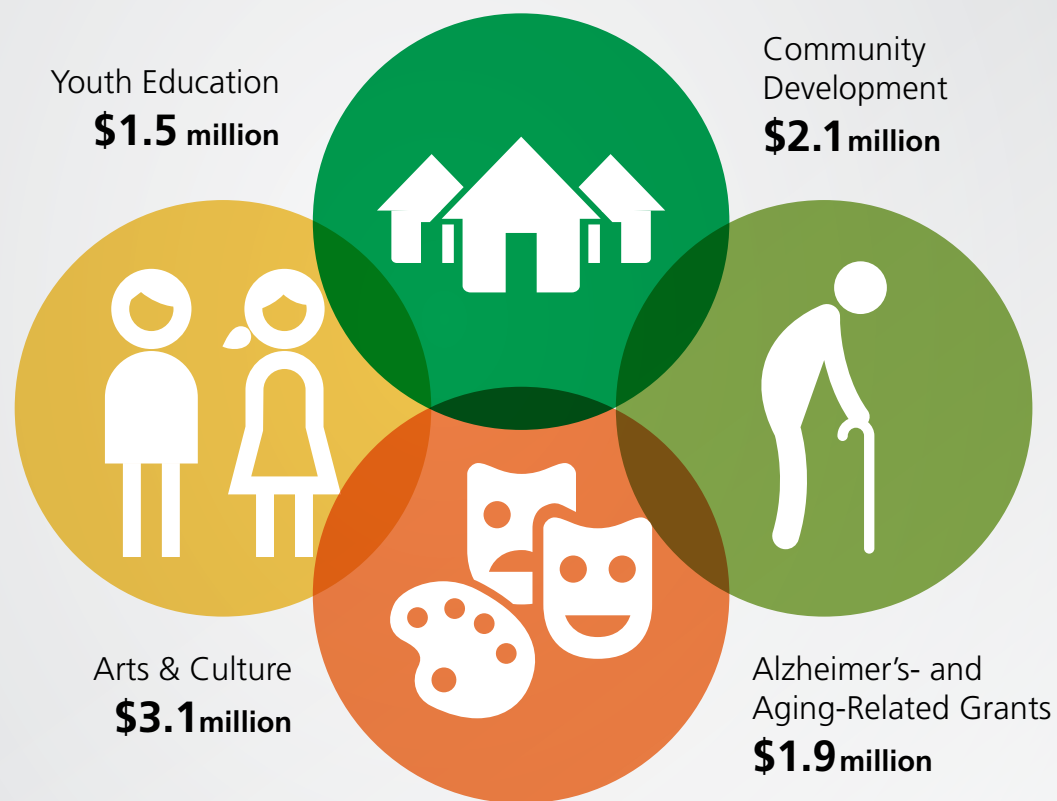 Youth Education
$1.5 million
Community
Development
$2.1 million
Arts & Culture
$3.1 million
Alzheimer's- and
Aging-Related Grants
$1.9 million